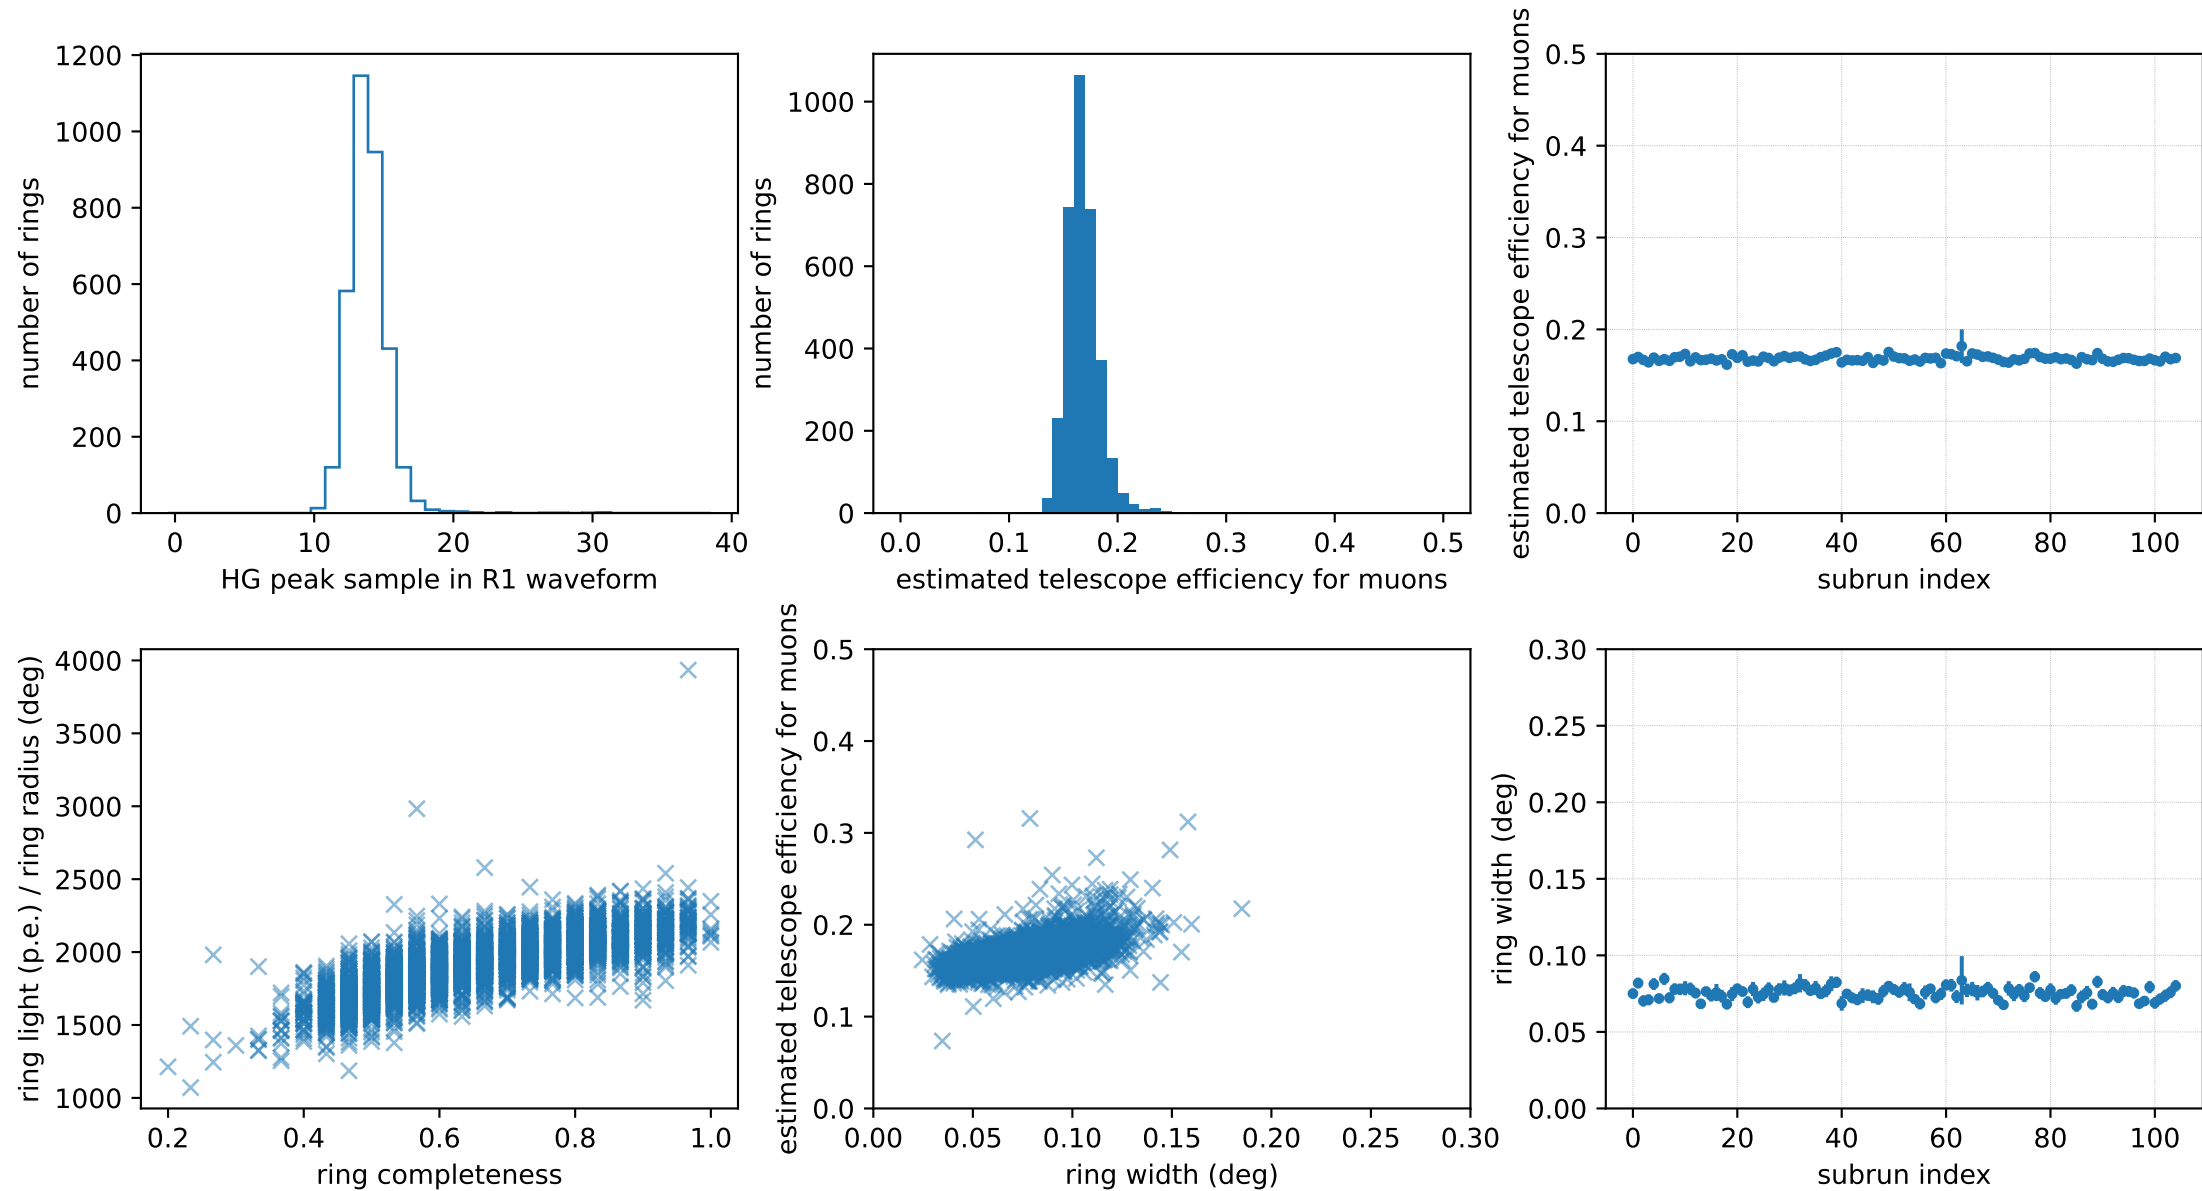 number of rings
1200
1000
800
600
400
200
0
0 10 20 30 40
HG peak sample in R1 waveform
number of rings
1000
800
600
400
200
0
0.0 0.1 0.2 0.3 0.4 0.5
estimated telescope efficiency for muons
estimated telescope efficiency for muons
0.5
0.4
0.3
0.2
0.1
0.0
0 20 40 60 80 100
subrun index
ring light (p.e.) / ring radius (deg)
4000
3500
3000
2500
2000
1500
1000
0.2 0.4 0.6 0.8 1.0
ring completeness
estimated telescope efficiency for muons
0.5
0.4
0.3
0.2
0.1
0.0
0.00 0.05 0.10 0.15 0.20 0.25 0.30
ring width (deg)
ring width (deg)
0.30
0.25
0.20
0.15
0.10
0.05
0.00
0 20 40 60 80 100
subrun index